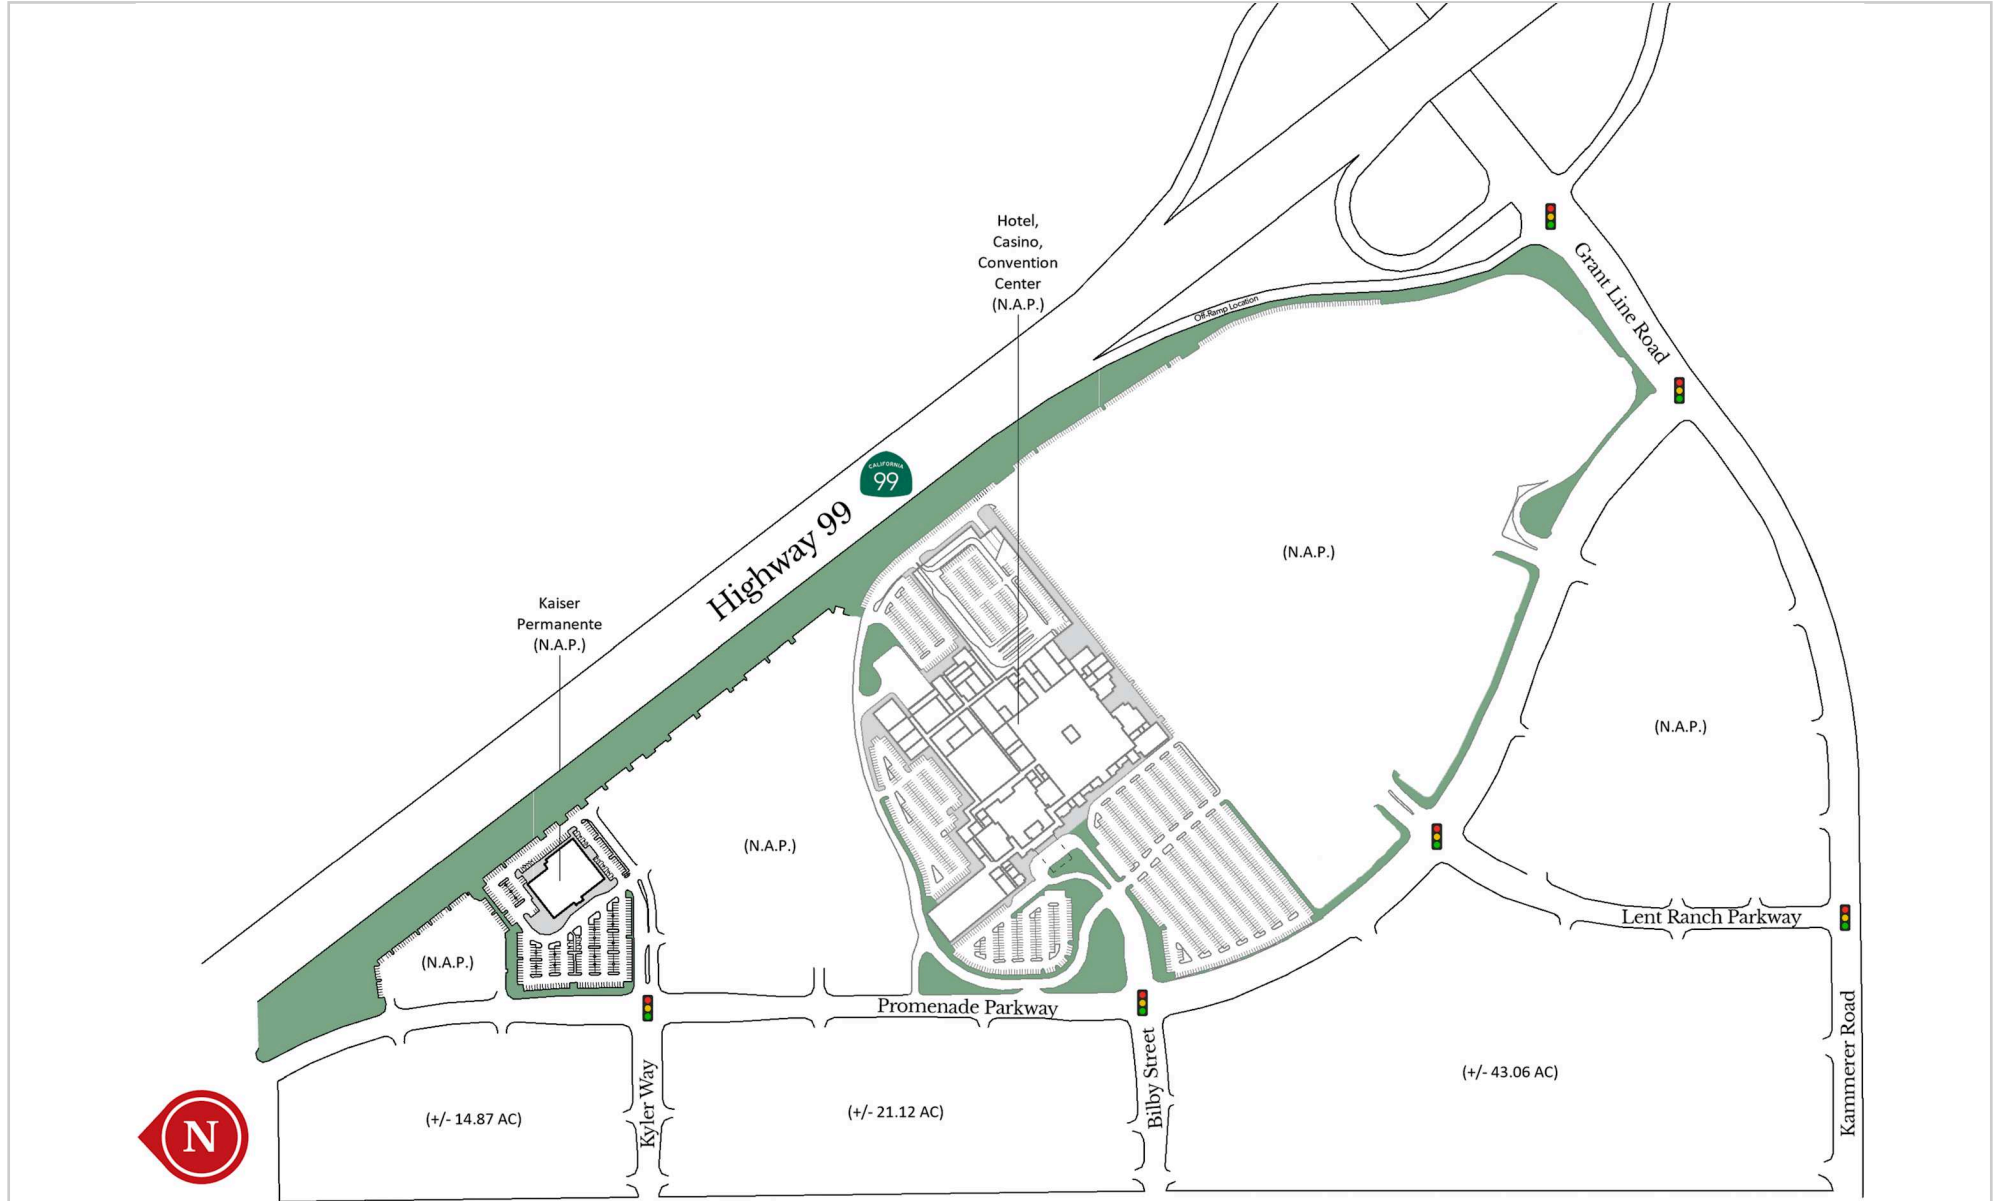 Hotel,
Casino,
Convention
Center
(N.A.P.)
Grant Line Road
Off-Ramp Location
CALIFORNIA
99
Highway 99
(N.A.P.)
Kaiser
Permanente
(N.A.P.)
(N.A.P.)
(N.A.P.)
Lent Ranch Parkway
(N.A.P.)
Promenade Parkway
Kammerer Road
Bilby Street
Kyler Way
(+/- 43.06 AC)
(+/- 21.12 AC)
(+/- 14.87 AC)
N